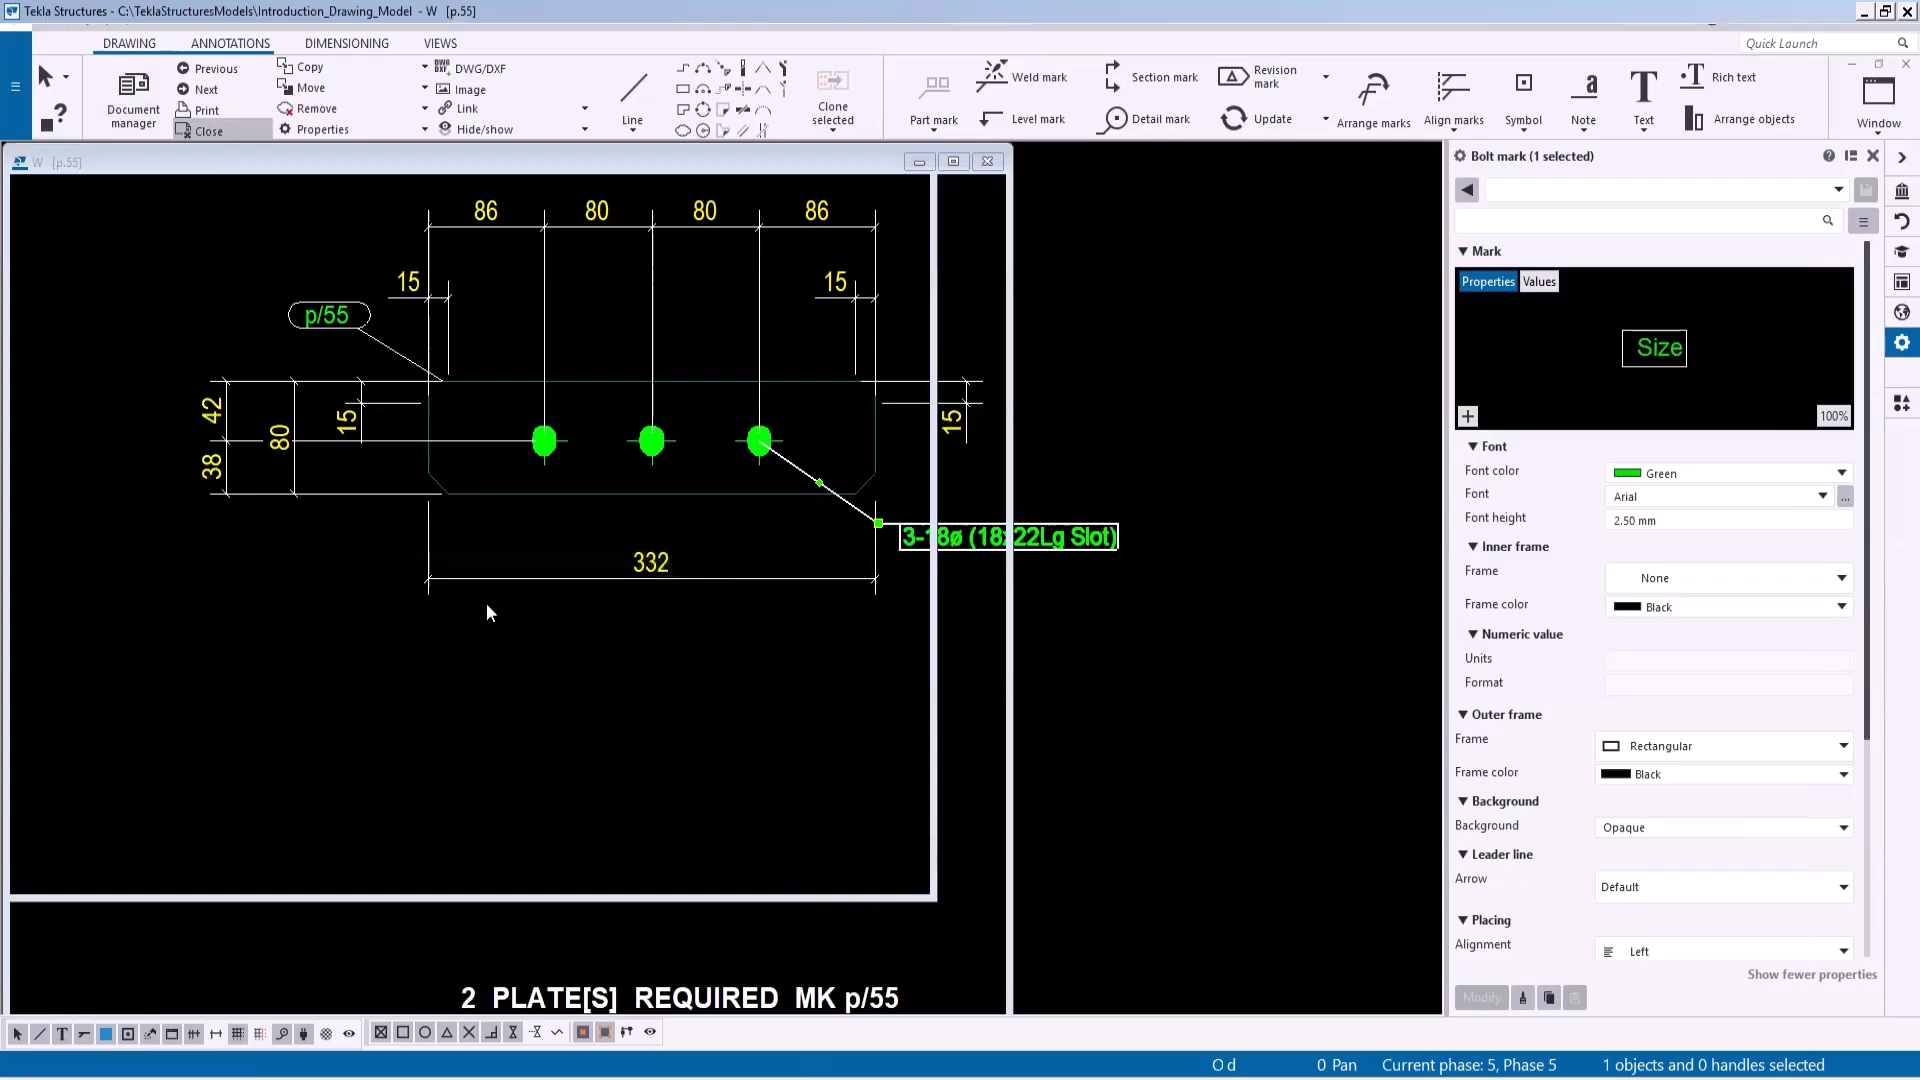 Tekla Structures - C:\TeklaStructuresModels\Introduction_Drawing_Model - W [p.55]
DRAWING ANNOTATIONS DIMENSIONING VIEWS Quick Launch
Document manager
Previous
Next
Print
Close
Copy
Move
Remove
Properties
DWG/DXF
Image
Link
Hide/show
Line
Clone selected
Part mark
Weld mark
Level mark
Section mark
Detail mark
Revision mark
Update
Arrange marks
Align marks
Symbol
Note
Text
Rich text
Arrange objects
Window
W [p.55]
86 80 80 86
15 15
p/55
42 38 80 15 15
3-18ø (18x22Lg Slot)
332
2 PLATE[S] REQUIRED MK p/55
Bolt mark (1 selected)
Mark
Properties Values
Size
100%
Font
Font color Green
Font Arial
Font height 2.50 mm
Inner frame
Frame None
Frame color Black
Numeric value
Units
Format
Outer frame
Frame Rectangular
Frame color Black
Background
Background Opaque
Leader line
Arrow Default
Placing
Alignment Left
Show fewer properties
Modify
O d 0 Pan Current phase: 5, Phase 5 1 objects and 0 handles selected